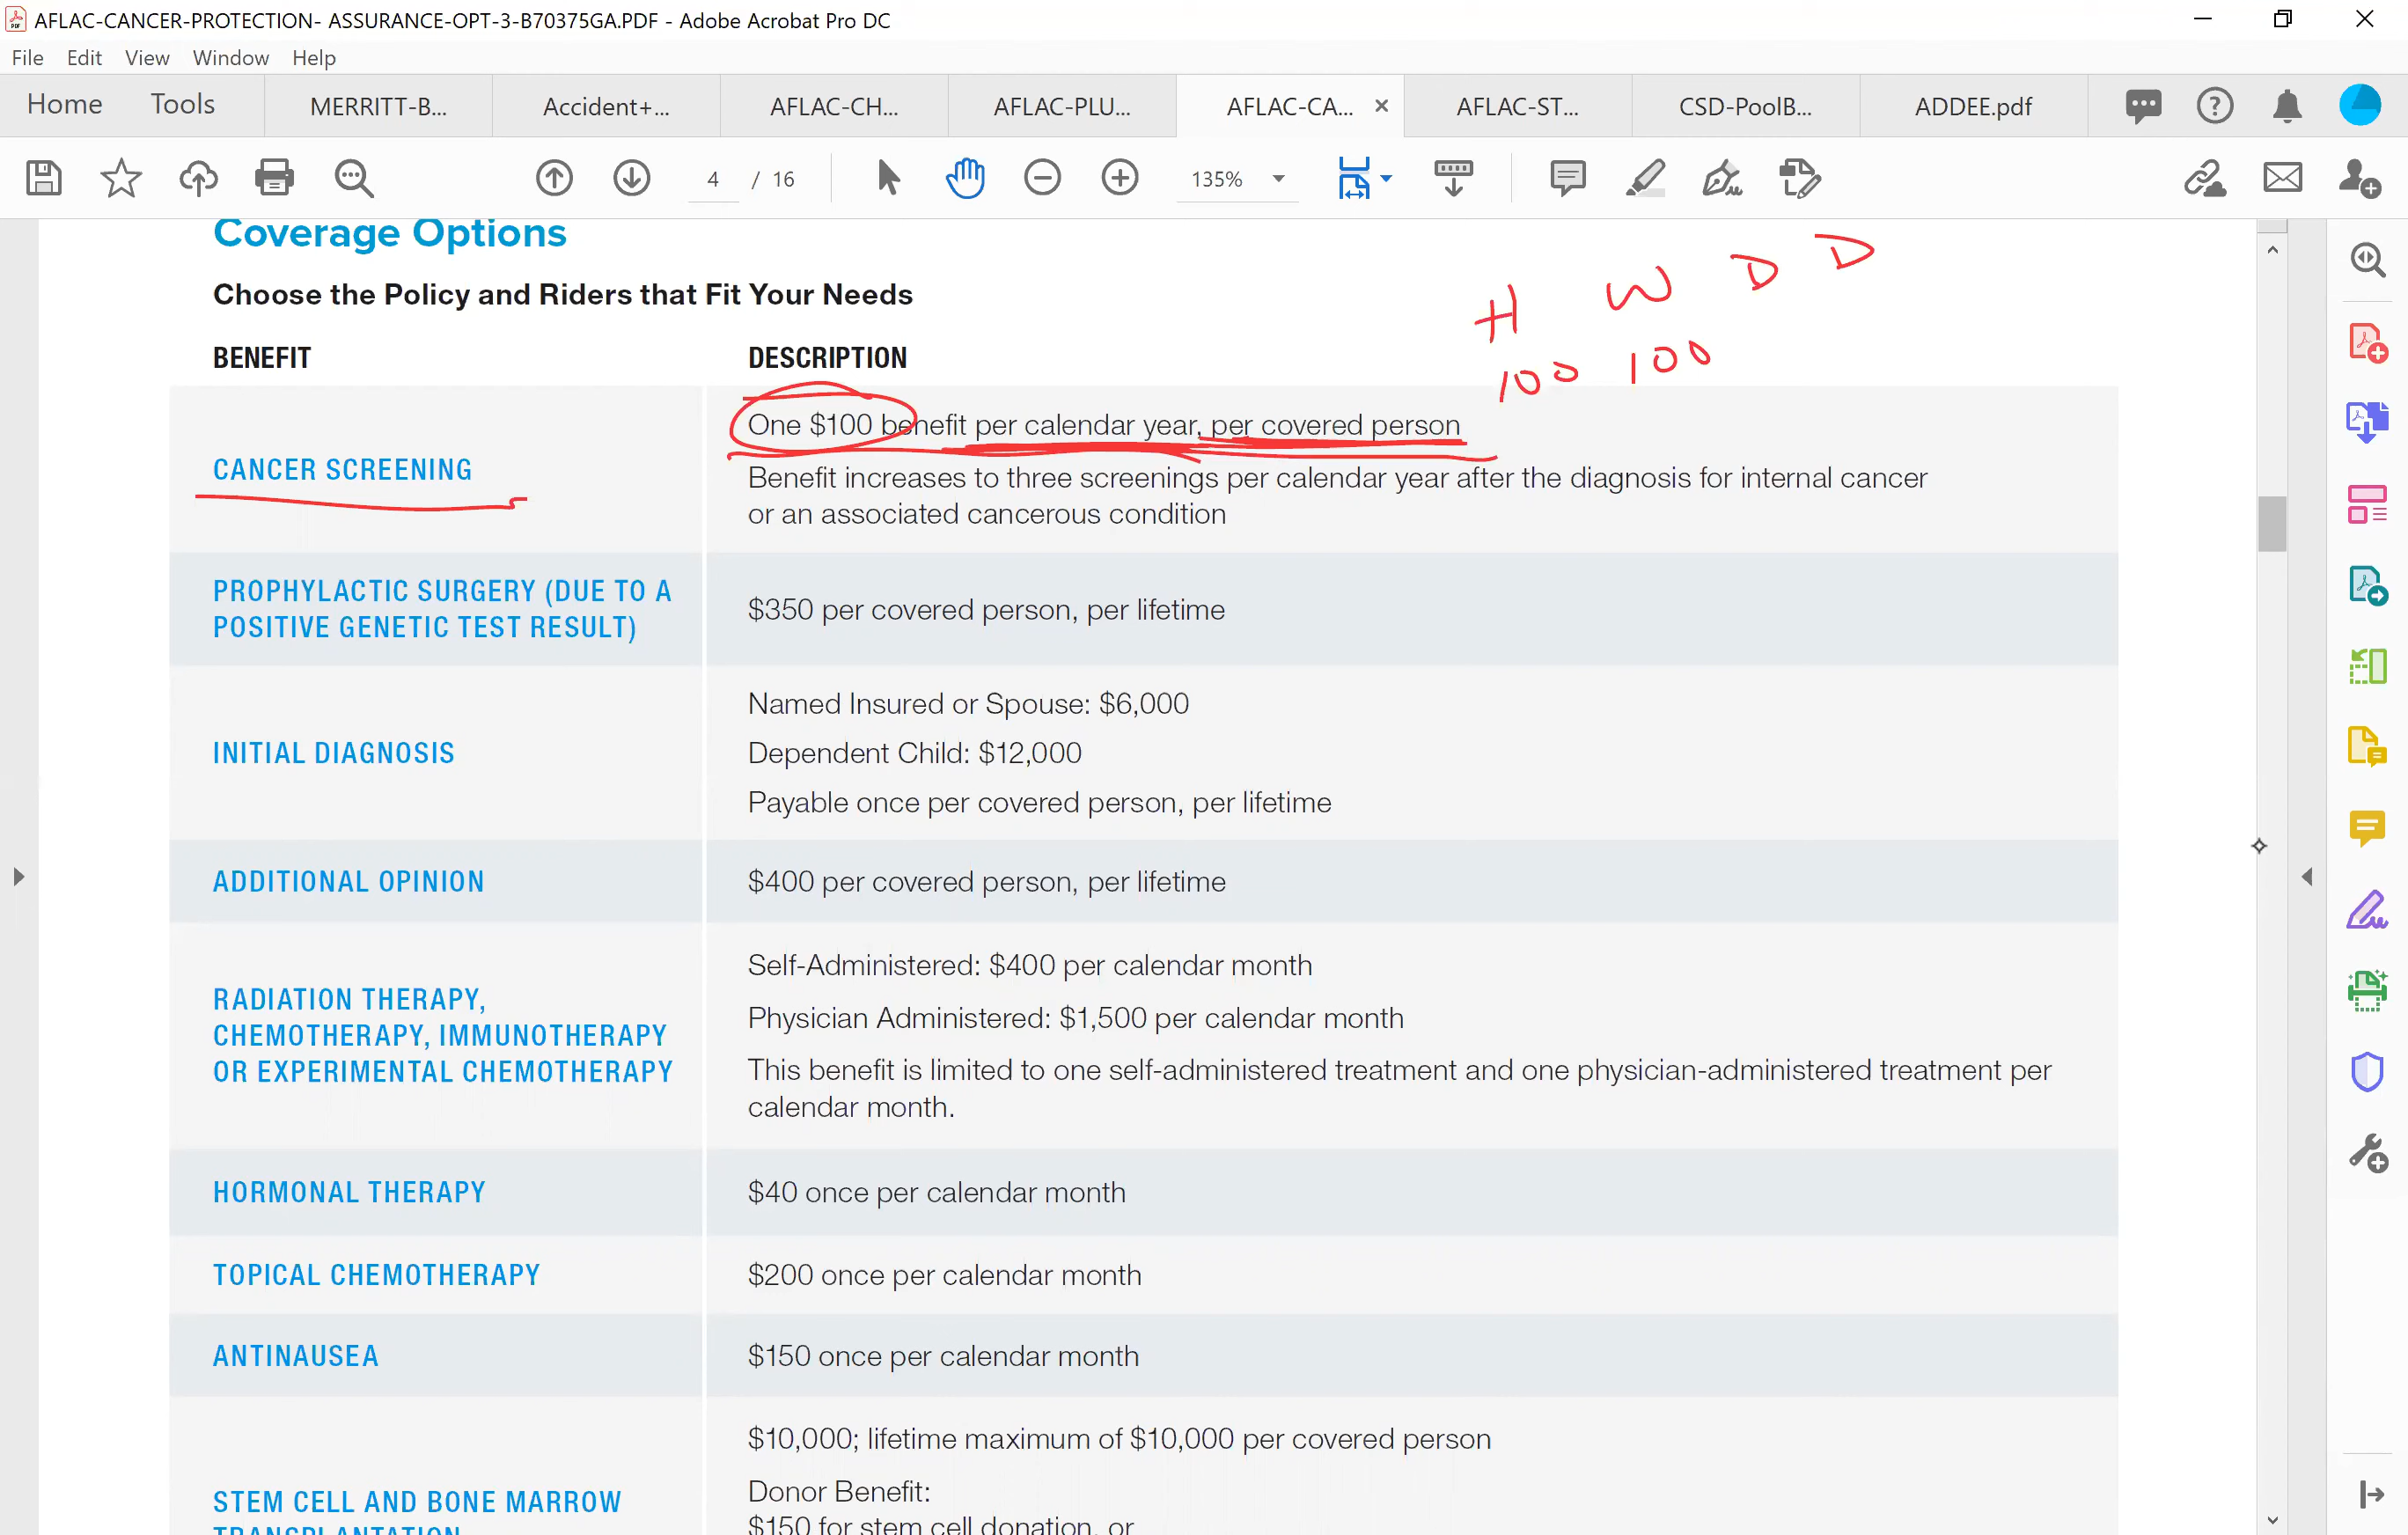 AFLAC-CANCER-PROTECTION- ASSURANCE-OPT-3-B70375GA.PDF - Adobe Acrobat Pro DC
File Edit View Window Help
Home Tools MERRITT-B... Accident+... AFLAC-CH... AFLAC-PLU... AFLAC-CA... AFLAC-ST... CSD-PoolB... ADDEE.pdf
4 / 16 135%
Coverage Options
H W D D
Choose the Policy and Riders that Fit Your Needs
100 100
BENEFIT DESCRIPTION
One $100 benefit per calendar year, per covered person
CANCER SCREENING
Benefit increases to three screenings per calendar year after the diagnosis for internal cancer
or an associated cancerous condition
PROPHYLACTIC SURGERY (DUE TO A
POSITIVE GENETIC TEST RESULT)
$350 per covered person, per lifetime
INITIAL DIAGNOSIS
Named Insured or Spouse: $6,000
Dependent Child: $12,000
Payable once per covered person, per lifetime
ADDITIONAL OPINION
$400 per covered person, per lifetime
RADIATION THERAPY,
CHEMOTHERAPY, IMMUNOTHERAPY
OR EXPERIMENTAL CHEMOTHERAPY
Self-Administered: $400 per calendar month
Physician Administered: $1,500 per calendar month
This benefit is limited to one self-administered treatment and one physician-administered treatment per
calendar month.
HORMONAL THERAPY
$40 once per calendar month
TOPICAL CHEMOTHERAPY
$200 once per calendar month
ANTINAUSEA
$150 once per calendar month
STEM CELL AND BONE MARROW
TRANSPLANTATION
$10,000; lifetime maximum of $10,000 per covered person
Donor Benefit:
$150 for stem cell donation, or